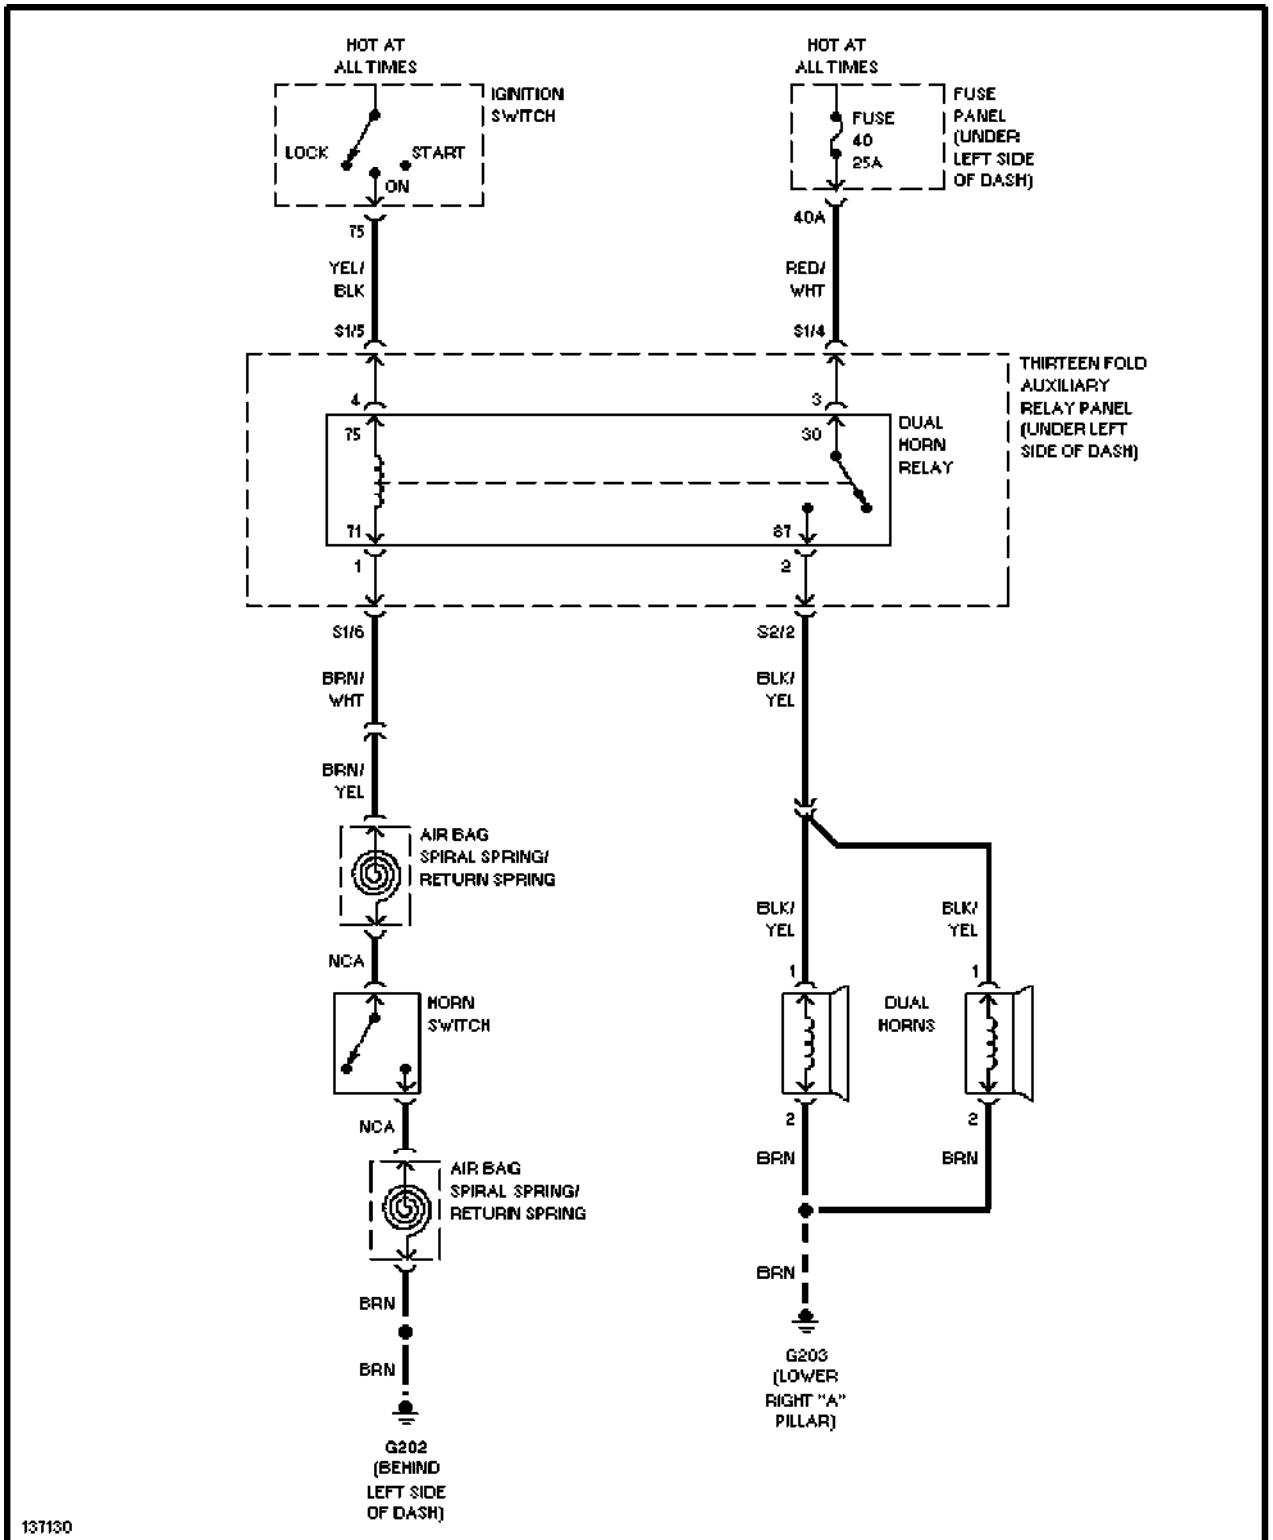 HOT AT
ALL TIMES
HOT AT
ALL TIMES
IGNITION
SWITCH
LOCK
START
ON
FUSE
40
25A
FUSE
PANEL
(UNDER
LEFT SIDE
OF DASH)
75
YEL/
BLK
S1/5
40A
RED/
WHT
S1/4
THIRTEEN FOLD
AUXILIARY
RELAY PANEL
(UNDER LEFT
SIDE OF DASH)
4
3
75
30
DUAL
HORN
RELAY
71
87
1
2
S1/6
S2/2
BRN/
WHT
BLK/
YEL
BRN/
YEL
AIR BAG
SPIRAL SPRING/
RETURN SPRING
NCA
HORN
SWITCH
BLK/
YEL
BLK/
YEL
1
1
DUAL
HORNS
2
2
NCA
BRN
BRN
AIR BAG
SPIRAL SPRING/
RETURN SPRING
BRN
BRN
BRN
G203
(LOWER
RIGHT "A"
PILLAR)
G202
(BEHIND
LEFT SIDE
OF DASH)
137130